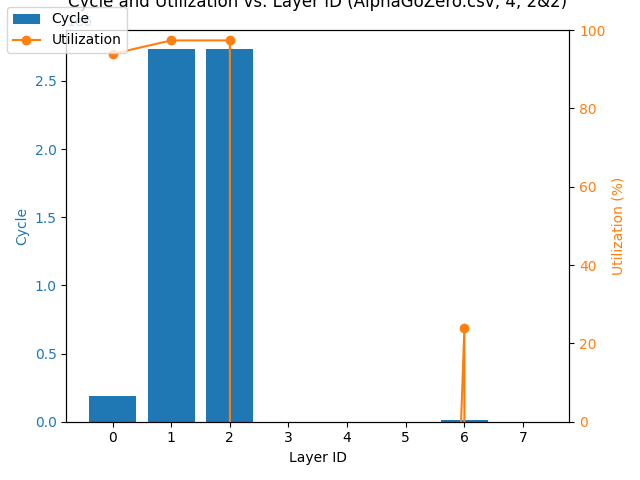 Cycle and Utilization vs. Layer ID (AlphaGoZero.csv, 4, 2&2)
Cycle
Utilization
2.5
2.0
1.5
1.0
0.5
0.0
Cycle
100
80
60
40
20
0
Utilization (%)
0 1 2 3 4 5 6 7
Layer ID